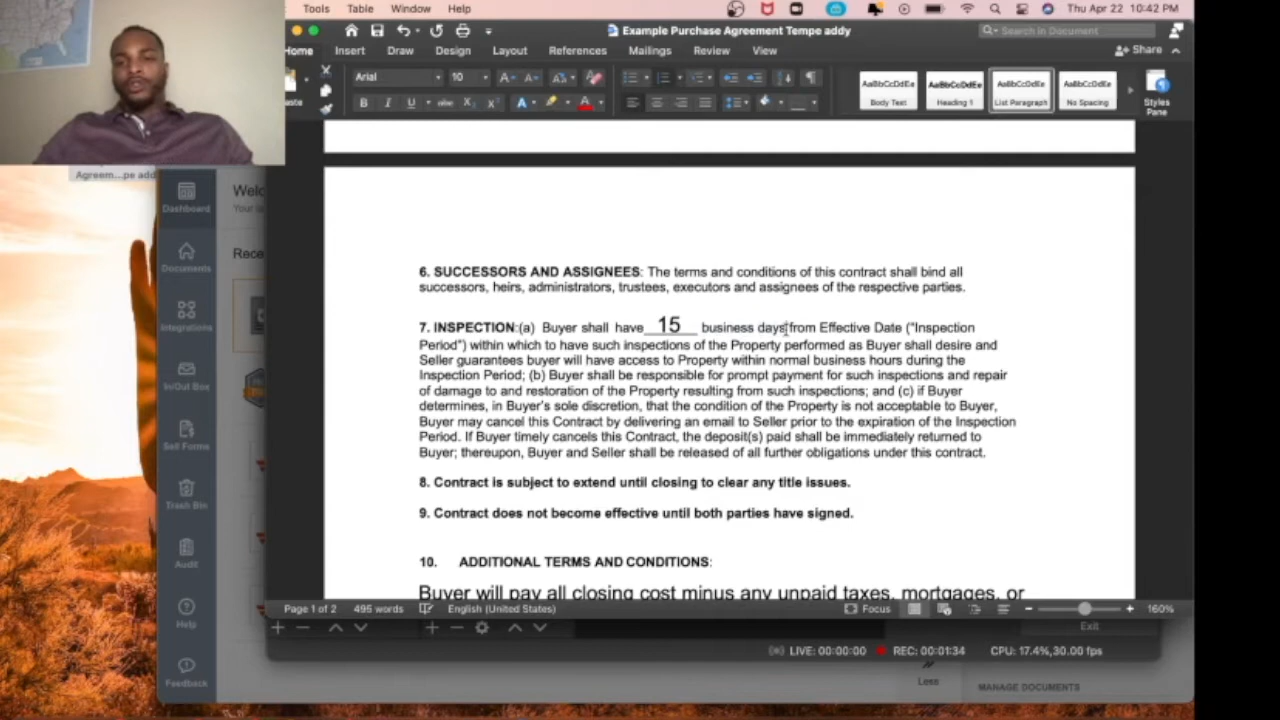 Tools Table Window Help Thu Apr 22 10:42 PM
Example Purchase Agreement Tempe addy
Search in Document
Home Insert Draw Design Layout References Mailings Review View Share
Arial 10
AaBbCcDdEe AaBbCcDdEe AaBbCcDdEe AaBbCcDdEe
Body Text Heading 1 List Paragraph No Spacing Styles Pane
Agreem...pe add
Dashboard
Documents
Integrations
In/Out Box
Sell Forms
Trash Bin
Audit
Help
Feedback
Welc
Rece
6. SUCCESSORS AND ASSIGNEES: The terms and conditions of this contract shall bind all
successors, heirs, administrators, trustees, executors and assignees of the respective parties.
7. INSPECTION:(a) Buyer shall have 15 business days from Effective Date ("Inspection
Period") within which to have such inspections of the Property performed as Buyer shall desire and
Seller guarantees buyer will have access to Property within normal business hours during the
Inspection Period; (b) Buyer shall be responsible for prompt payment for such inspections and repair
of damage to and restoration of the Property resulting from such inspections; and (c) if Buyer
determines, in Buyer's sole discretion, that the condition of the Property is not acceptable to Buyer,
Buyer may cancel this Contract by delivering an email to Seller prior to the expiration of the Inspection
Period. If Buyer timely cancels this Contract, the deposit(s) paid shall be immediately returned to
Buyer; thereupon, Buyer and Seller shall be released of all further obligations under this contract.
8. Contract is subject to extend until closing to clear any title issues.
9. Contract does not become effective until both parties have signed.
10. ADDITIONAL TERMS AND CONDITIONS:
Buyer will pay all closing cost minus any unpaid taxes, mortgages, or
Page 1 of 2 495 words English (United States) Focus 160%
Exit
LIVE: 00:00:00 REC: 00:01:34 CPU: 17.4%,30.00 fps
Less
MANAGE DOCUMENTS